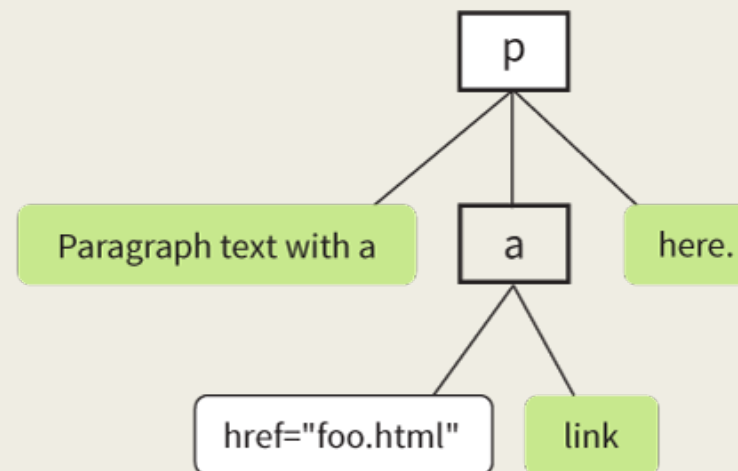 p
Paragraph text with a
a
here.
href="foo.html"
link